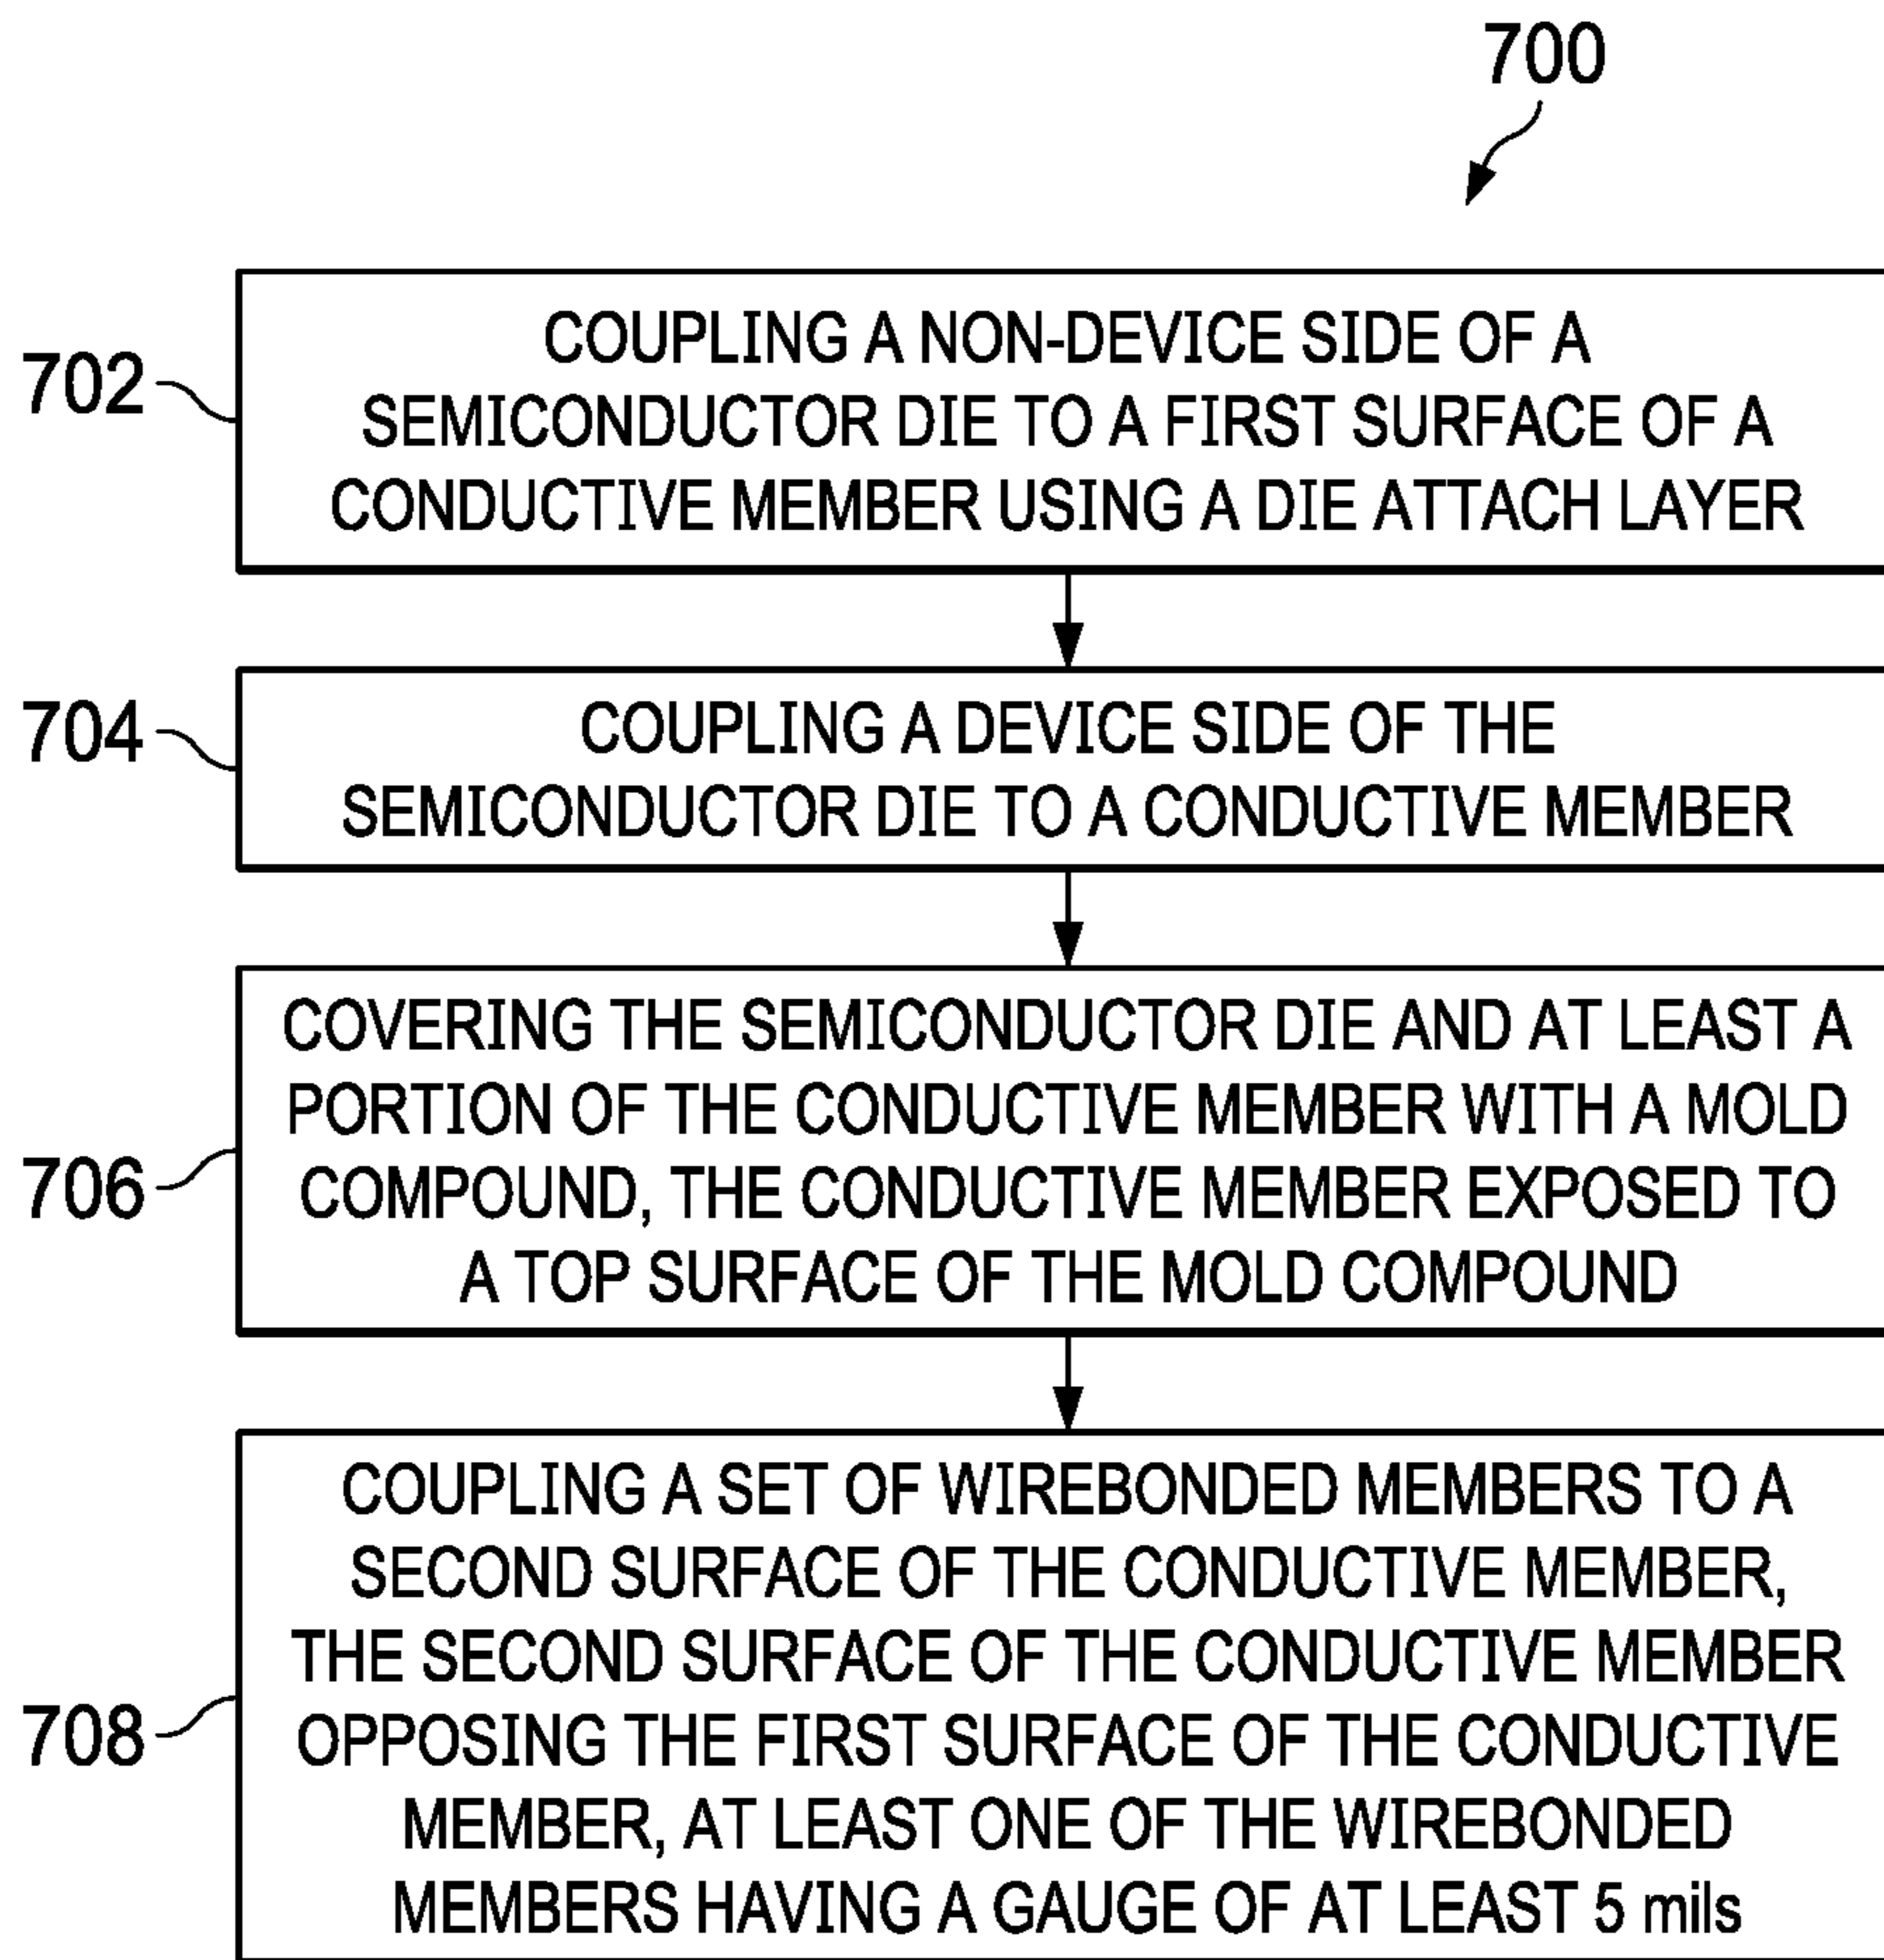 700
702
COUPLING A NON-DEVICE SIDE OF A
SEMICONDUCTOR DIE TO A FIRST SURFACE OF A
CONDUCTIVE MEMBER USING A DIE ATTACH LAYER
704
COUPLING A DEVICE SIDE OF THE
SEMICONDUCTOR DIE TO A CONDUCTIVE MEMBER
706
COVERING THE SEMICONDUCTOR DIE AND AT LEAST A
PORTION OF THE CONDUCTIVE MEMBER WITH A MOLD
COMPOUND, THE CONDUCTIVE MEMBER EXPOSED TO
A TOP SURFACE OF THE MOLD COMPOUND
708
COUPLING A SET OF WIREBONDED MEMBERS TO A
SECOND SURFACE OF THE CONDUCTIVE MEMBER,
THE SECOND SURFACE OF THE CONDUCTIVE MEMBER
OPPOSING THE FIRST SURFACE OF THE CONDUCTIVE
MEMBER, AT LEAST ONE OF THE WIREBONDED
MEMBERS HAVING A GAUGE OF AT LEAST 5 mils